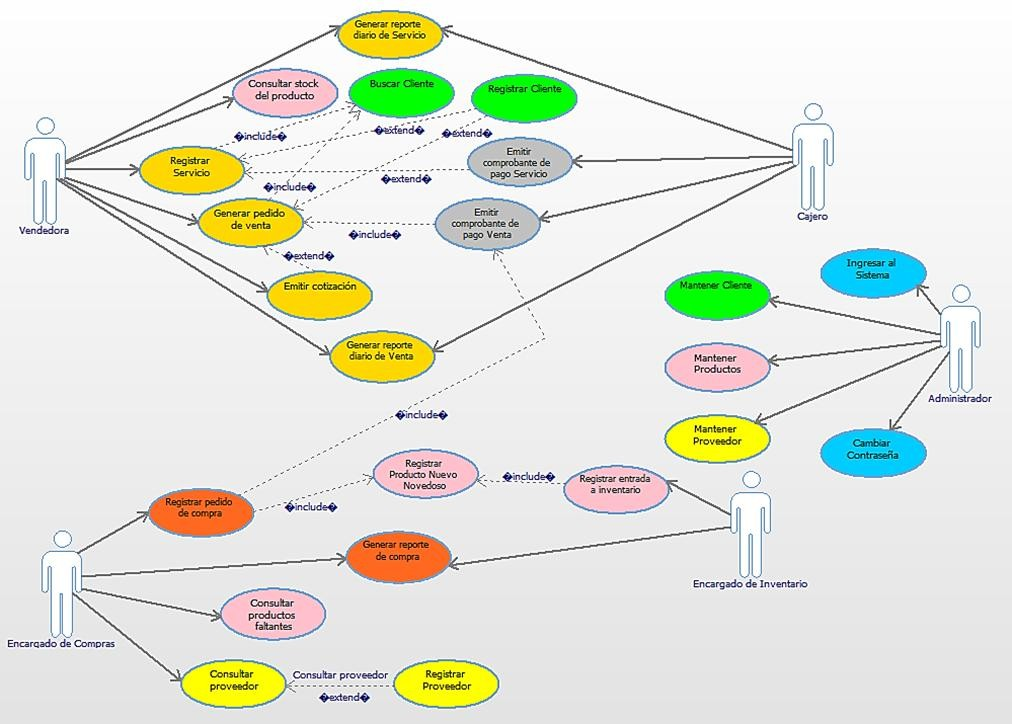 Generar reporte
diario de Servicio
Consultar stock
del producto
Buscar Cliente
Registrar Cliente
�include�
�extend�
�extend�
Vendedora
Registrar
Servicio
Emitir
comprobante de
pago Servicio
Cajero
�include�
�extend�
Generar pedido
de venta
Emitir
comprobante de
pago Venta
�include�
�extend�
Emitir cotización
Generar reporte
diario de Venta
Ingresar al
Sistema
Mantener Cliente
Mantener
Productos
Administrador
Mantener
Proveedor
Cambiar
Contraseña
�include�
Registrar
Producto Nuevo
Novedoso
�include�
Registrar entrada
a inventario
Registrar pedido
de compra
�include�
Generar reporte
de compra
Encargado de Inventario
Consultar
productos
faltantes
Encargado de Compras
Consultar
proveedor
Consultar proveedor
�extend�
Registrar
Proveedor